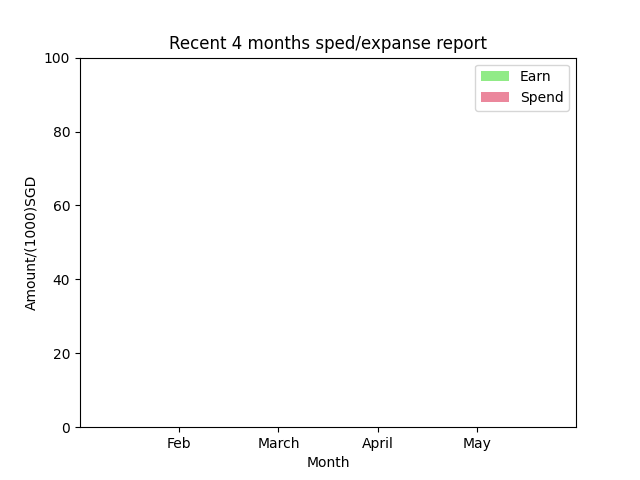 Recent 4 months sped/expanse report
Earn
Spend
100
80
60
40
20
0
Amount/(1000)SGD
Feb March April May
Month